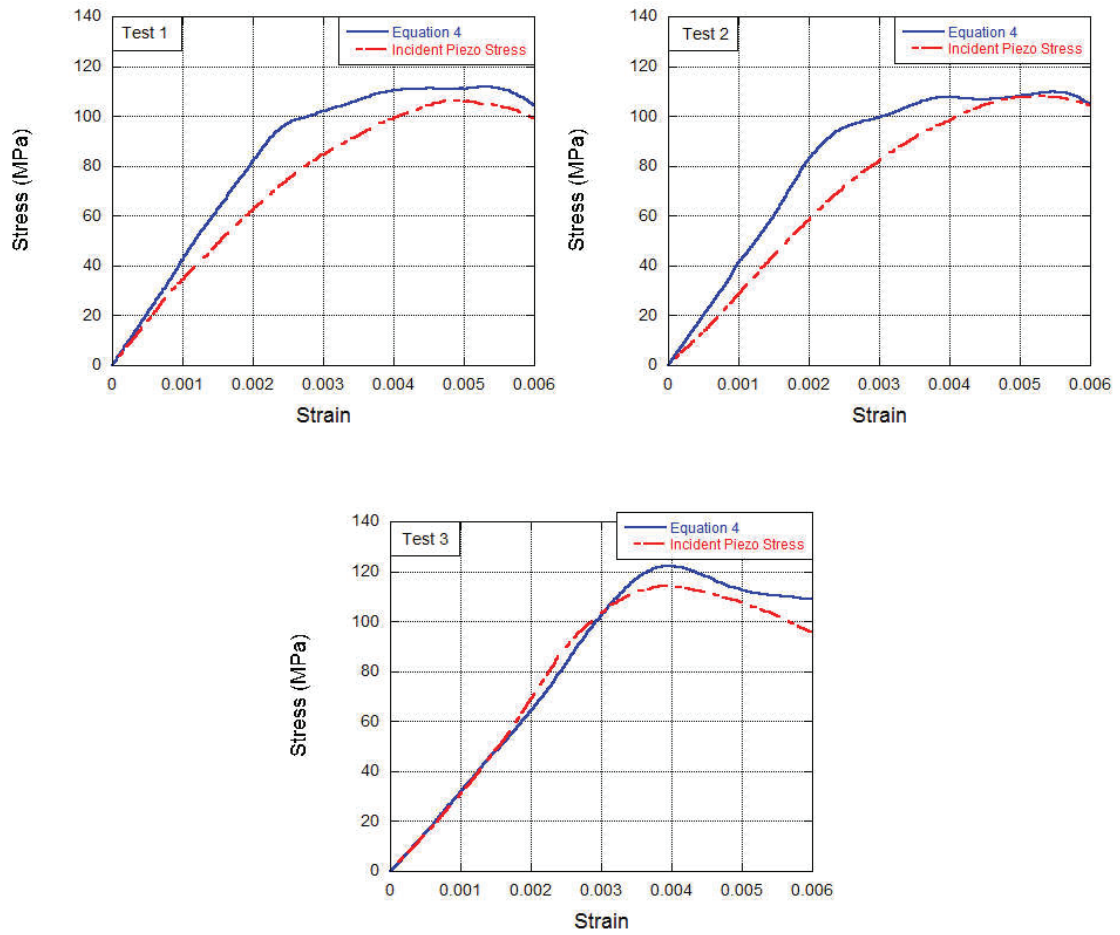 Test 1
Equation 4
Incident Piezo Stress
140
120
100
80
60
40
20
0
Stress (MPa)
0 0.001 0.002 0.003 0.004 0.005 0.006
Strain
Test 2
Equation 4
Incident Piezo Stress
140
120
100
80
60
40
20
0
Stress (MPa)
0 0.001 0.002 0.003 0.004 0.005 0.006
Strain
Test 3
Equation 4
Incident Piezo Stress
140
120
100
80
60
40
20
0
Stress (MPa)
0 0.001 0.002 0.003 0.004 0.005 0.006
Strain